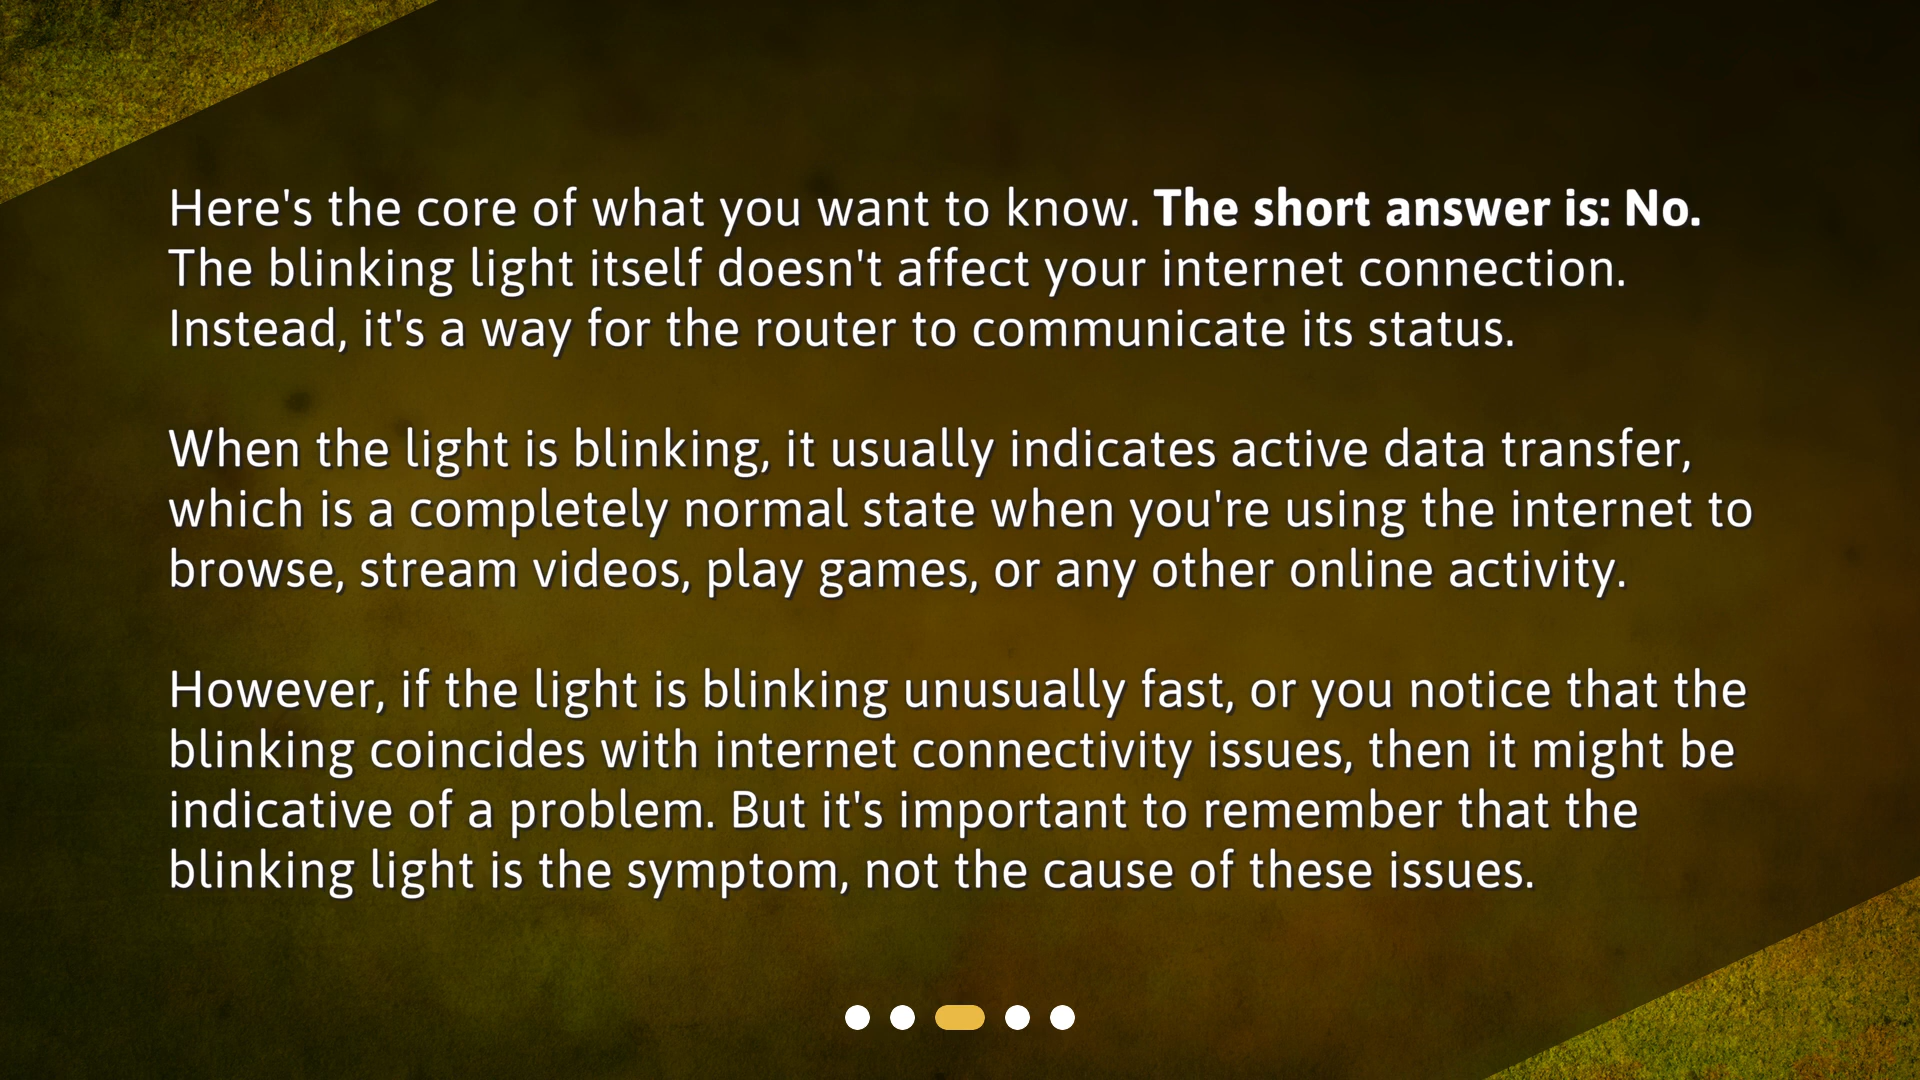 Here's the core of what you want to know. The short answer is: No.
The blinking light itself doesn't affect your internet connection.
Instead, it's a way for the router to communicate its status.
When the light is blinking, it usually indicates active data transfer,
which is a completely normal state when you're using the internet to
browse, stream videos, play games, or any other online activity.
However, if the light is blinking unusually fast, or you notice that the
blinking coincides with internet connectivity issues, then it might be
indicative of a problem. But it's important to remember that the
blinking light is the symptom, not the cause of these issues.